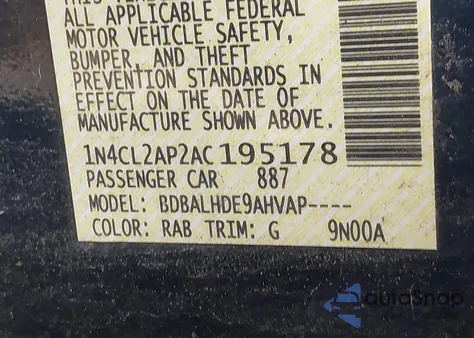 ALL APPLICABLE FEDERAL
MOTOR VEHICLE SAFETY,
BUMPER, AND THEFT
PREVENTION STANDARDS IN
EFFECT ON THE DATE OF
MANUFACTURE SHOWN ABOVE.
1N4CL2AP2AC195178
PASSENGER CAR 887
MODEL: BDBALHDE9AHVAP----
COLOR: RAB TRIM: G 9N00A
autoSnap